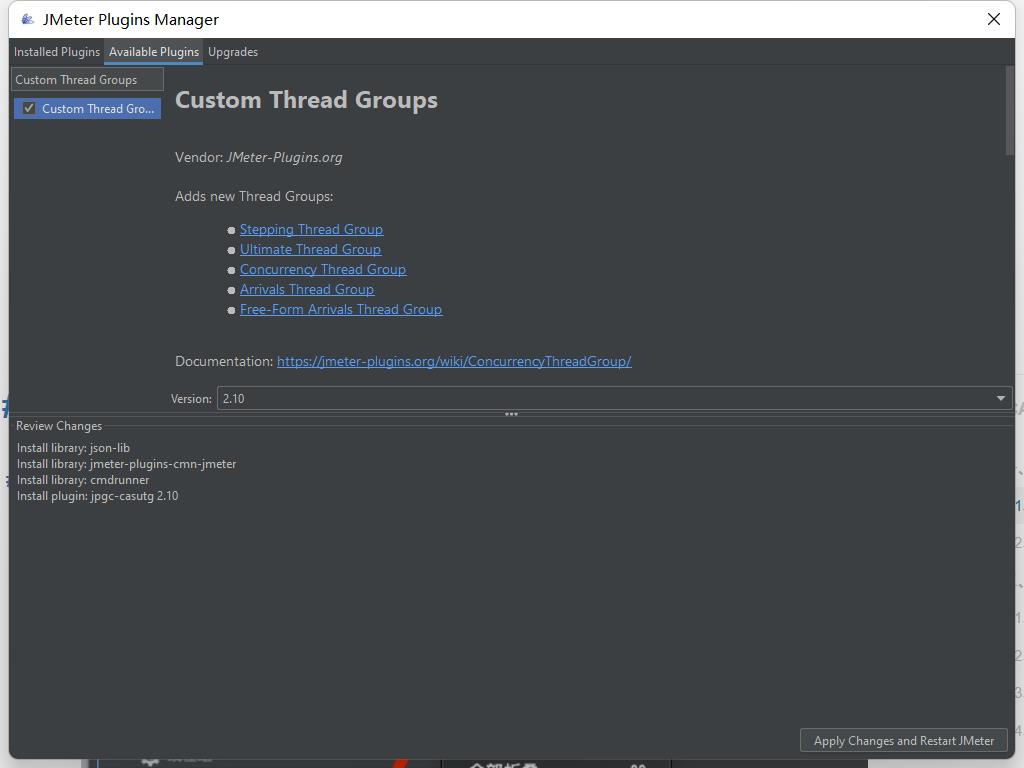 JMeter Plugins Manager
Installed Plugins Available Plugins Upgrades
Custom Thread Groups
Custom Thread Gro...
Custom Thread Groups
Vendor: JMeter-Plugins.org
Adds new Thread Groups:
Stepping Thread Group
Ultimate Thread Group
Concurrency Thread Group
Arrivals Thread Group
Free-Form Arrivals Thread Group
Documentation: https://jmeter-plugins.org/wiki/ConcurrencyThreadGroup/
Version: 2.10
Review Changes
Install library: json-lib
Install library: jmeter-plugins-cmn-jmeter
Install library: cmdrunner
Install plugin: jpgc-casutg 2.10
Apply Changes and Restart JMeter